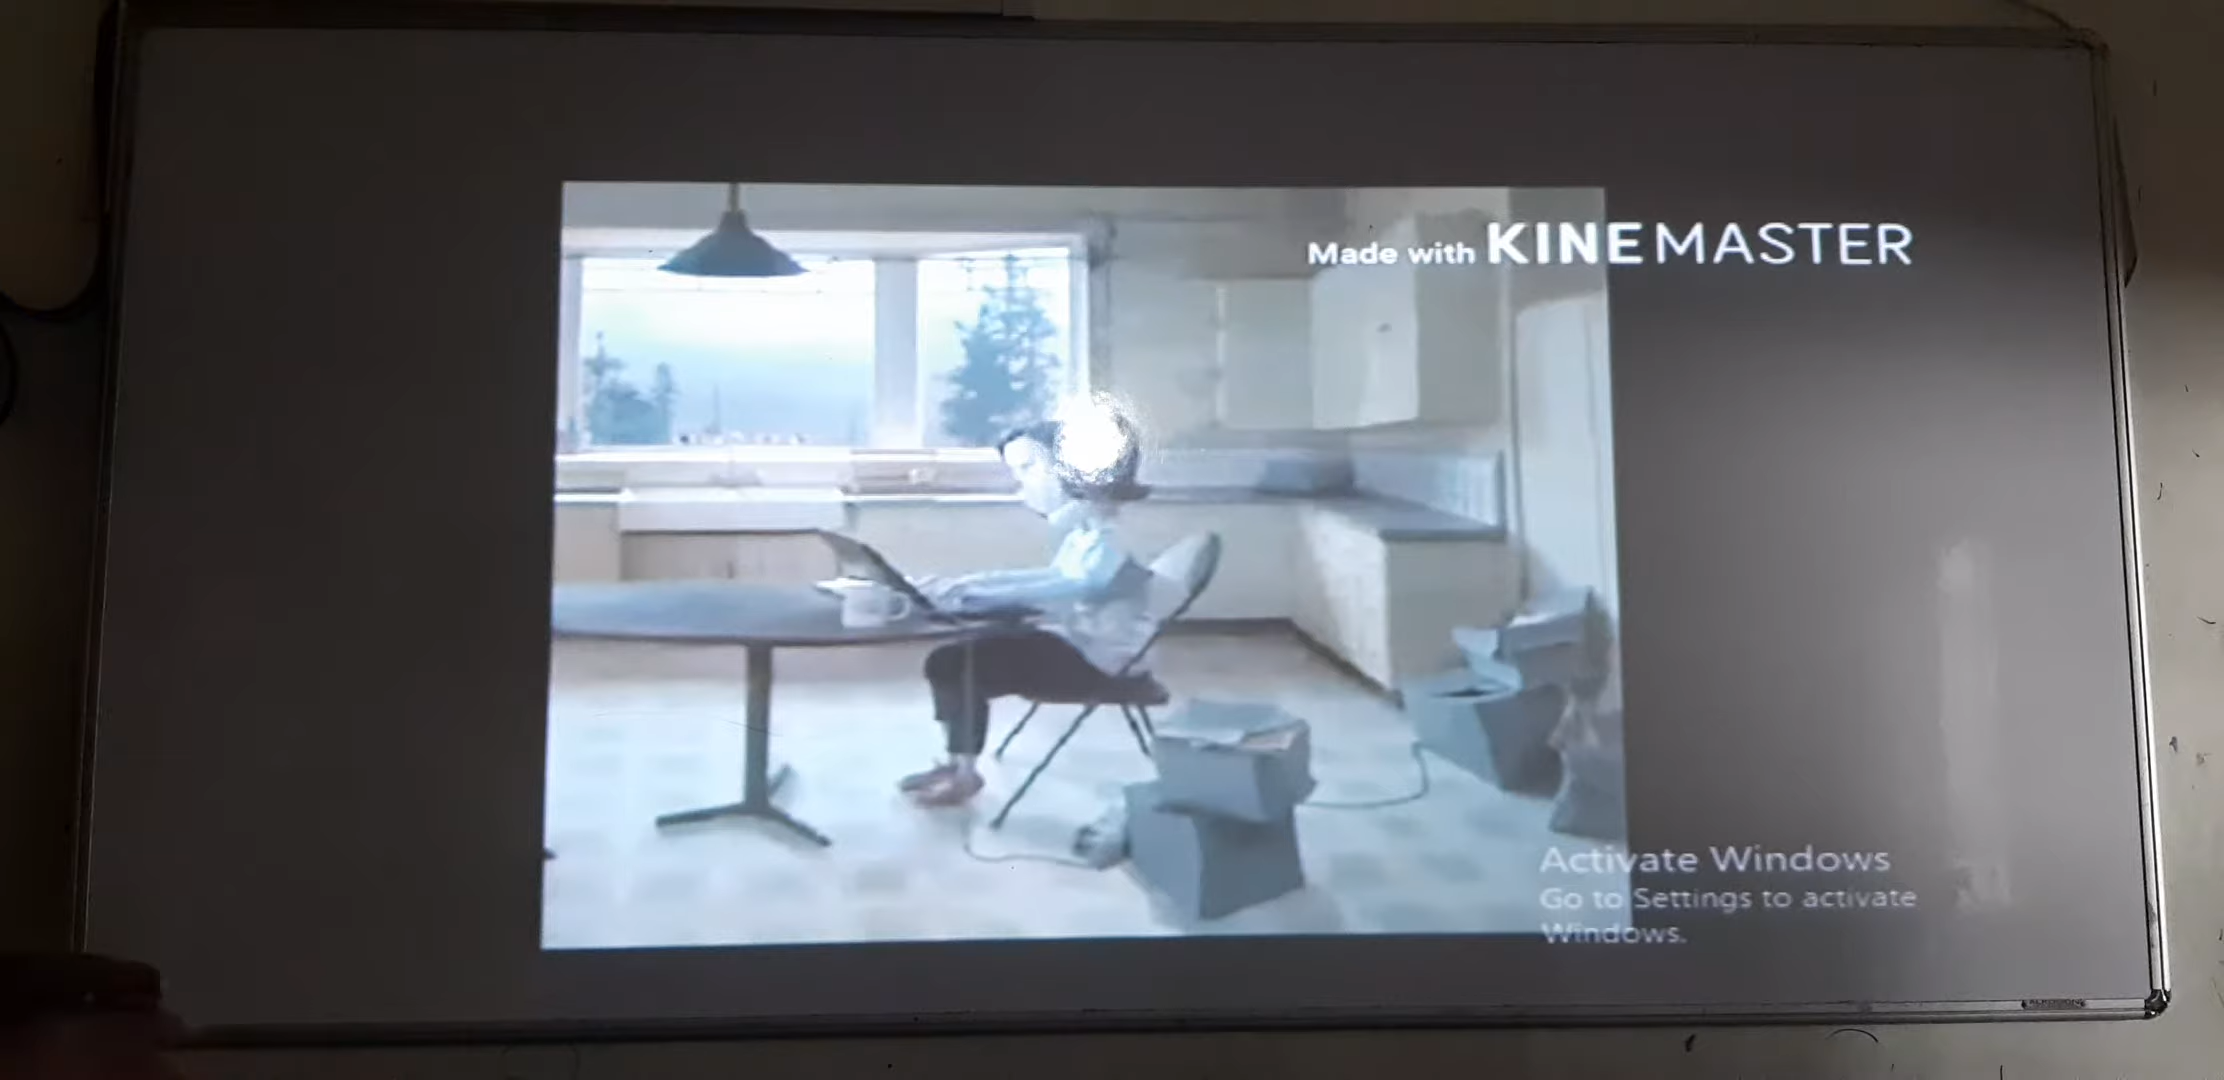 Made with KINEMASTER
Activate Windows
Go to Settings to activate
Windows.